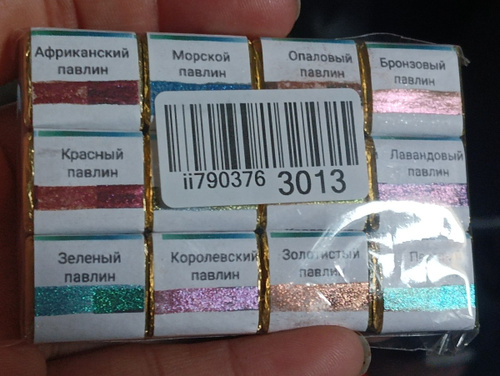 Африканский
павлин
Морской
павлин
Опаловый
павлин
Бронзовый
павлин
ii790376 3013
Красный
павлин
Лавандовый
павлин
Зеленый
павлин
Королевский
павлин
Золотистый
павлин